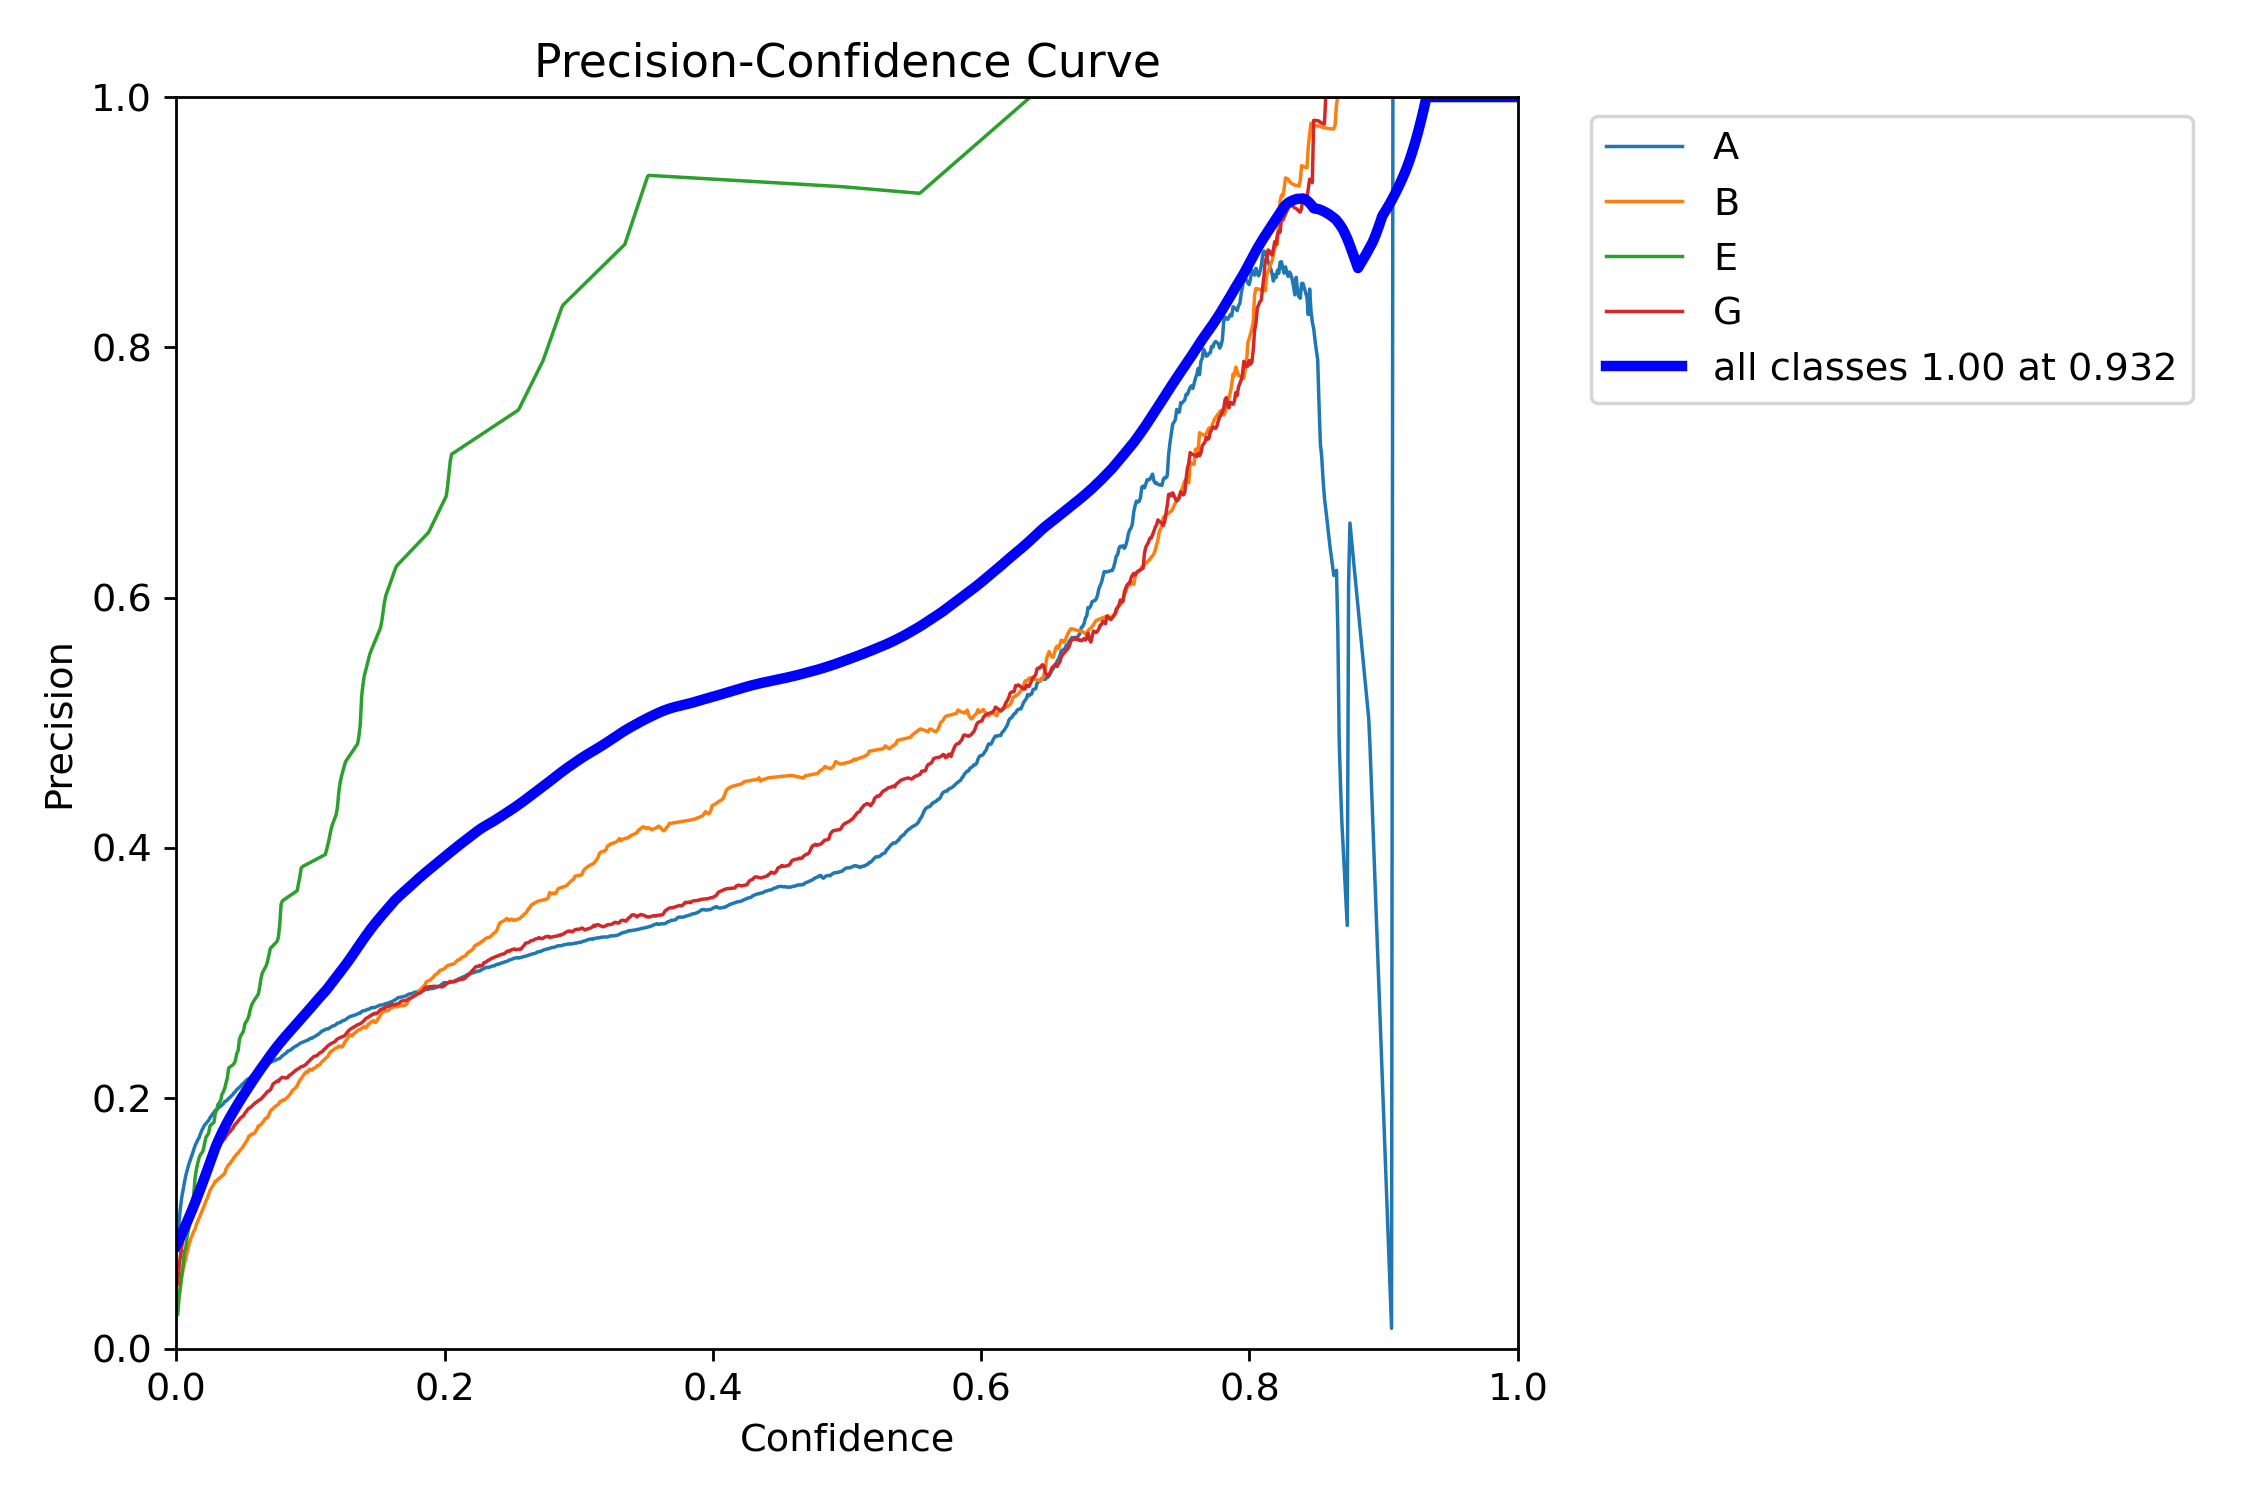 Precision-Confidence Curve
1.0
0.8
0.6
0.4
0.2
0.0
Precision
0.0 0.2 0.4 0.6 0.8 1.0
Confidence
A
B
E
G
all classes 1.00 at 0.932